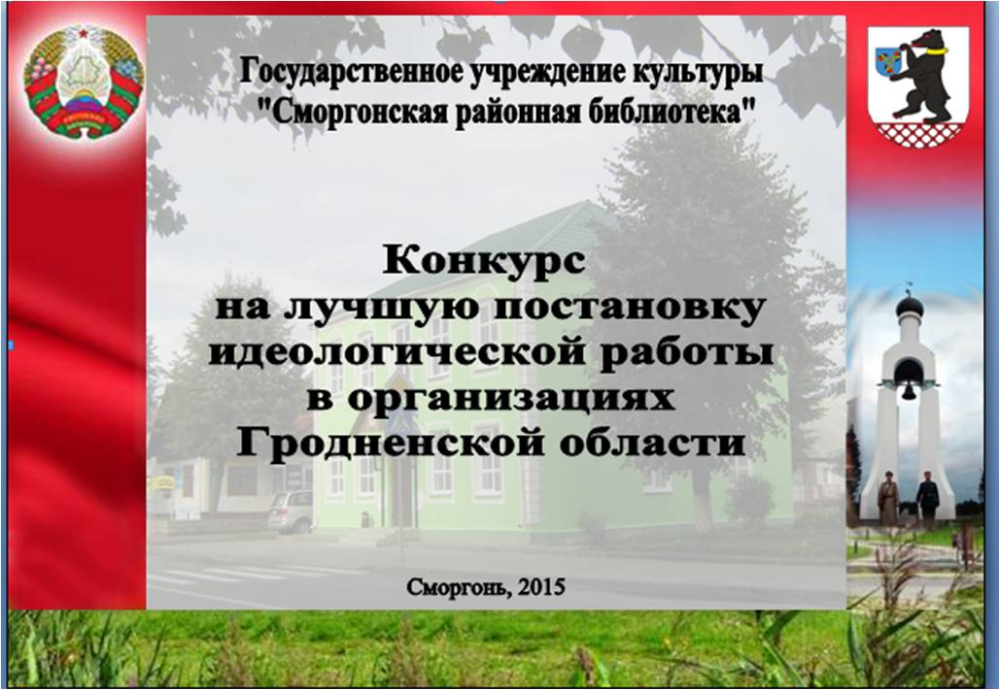 Государственное учреждение культуры
"Сморгонская районная библиотека"
Конкурс
на лучшую постановку
идеологической работы
в организациях
Гродненской области
Сморгонь, 2015